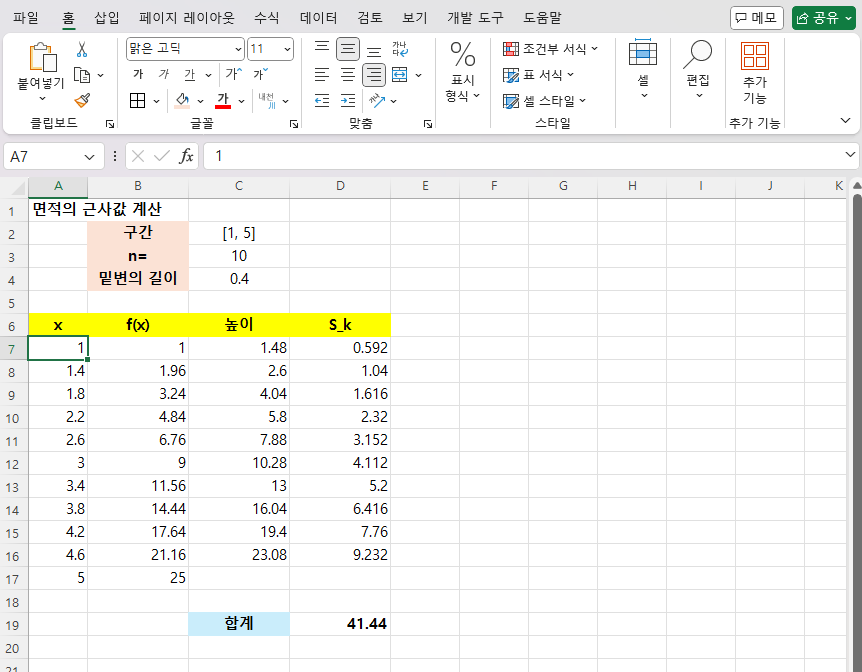 파일 홈 삽입 페이지 레이아웃 수식 데이터 검토 보기 개발 도구 도움말 메모 공유
맑은 고딕 11 가나다 % 조건부 서식
붙여넣기 가 가 가 가 가 표시 형식 표 서식 셀 편집 추가 기능
가 내천 셀 스타일
클립보드 글꼴 맞춤 스타일 추가 기능
A7 fx 1
A B C D E F G H I J K
1 면적의 근사값 계산
2 구간 [1, 5]
3 n= 10
4 밑변의 길이 0.4
5
6 x f(x) 높이 S_k
7 1 1 1.48 0.592
8 1.4 1.96 2.6 1.04
9 1.8 3.24 4.04 1.616
10 2.2 4.84 5.8 2.32
11 2.6 6.76 7.88 3.152
12 3 9 10.28 4.112
13 3.4 11.56 13 5.2
14 3.8 14.44 16.04 6.416
15 4.2 17.64 19.4 7.76
16 4.6 21.16 23.08 9.232
17 5 25
18
19 합계 41.44
20
21